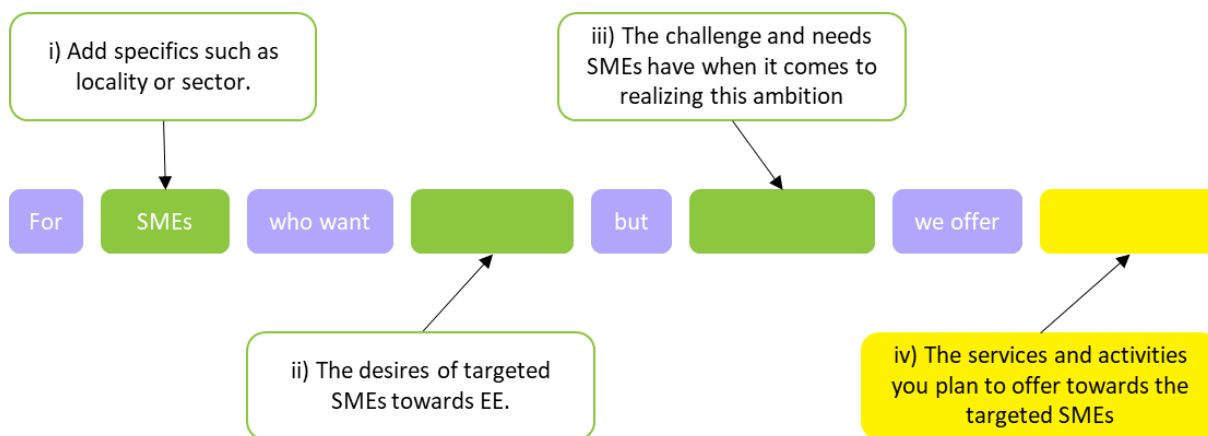 i) Add specifics such as
locality or sector.
iii) The challenge and needs
SMEs have when it comes to
realizing this ambition
For SMEs who want but we offer
ii) The desires of targeted
SMEs towards EE.
iv) The services and activities
you plan to offer towards the
targeted SMEs